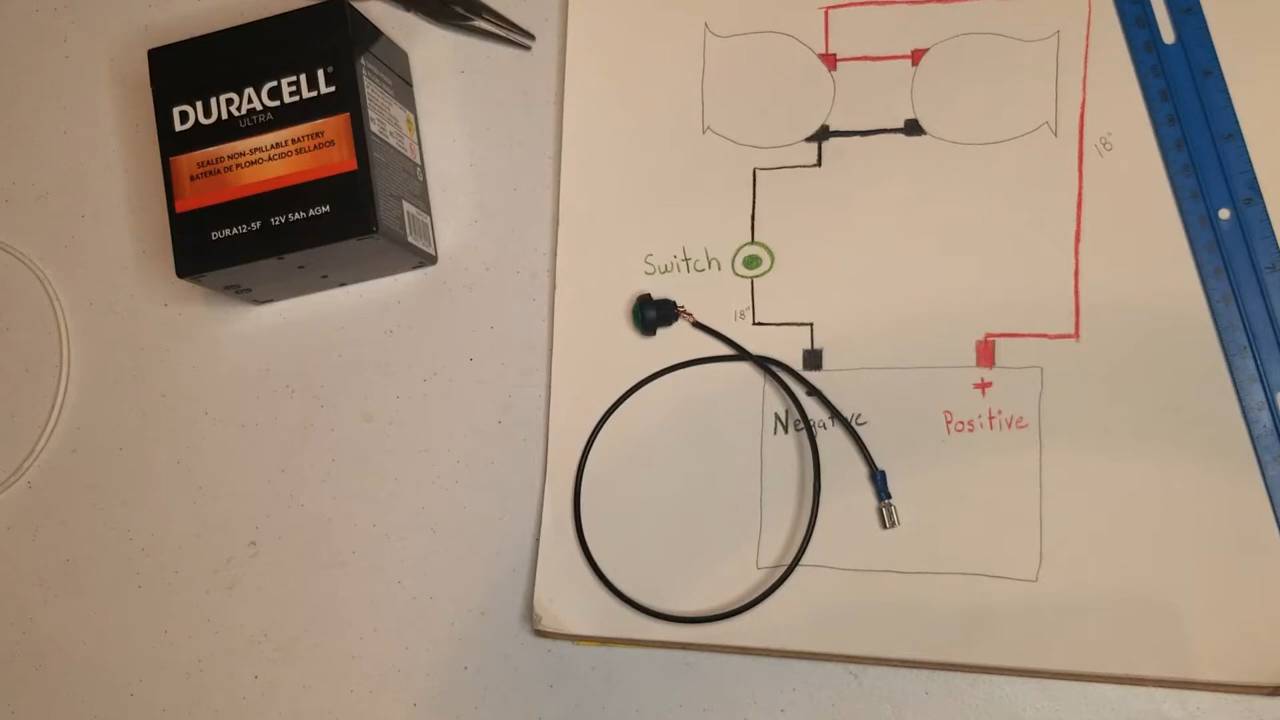 DURACELL®
ULTRA
SEALED NON-SPILLABLE BATTERY
BATERÍA DE PLOMO-ÁCIDO SELLADOS
DURA12-5F 12V 5Ah AGM
18"
Switch
18"
+
Negative
Positive